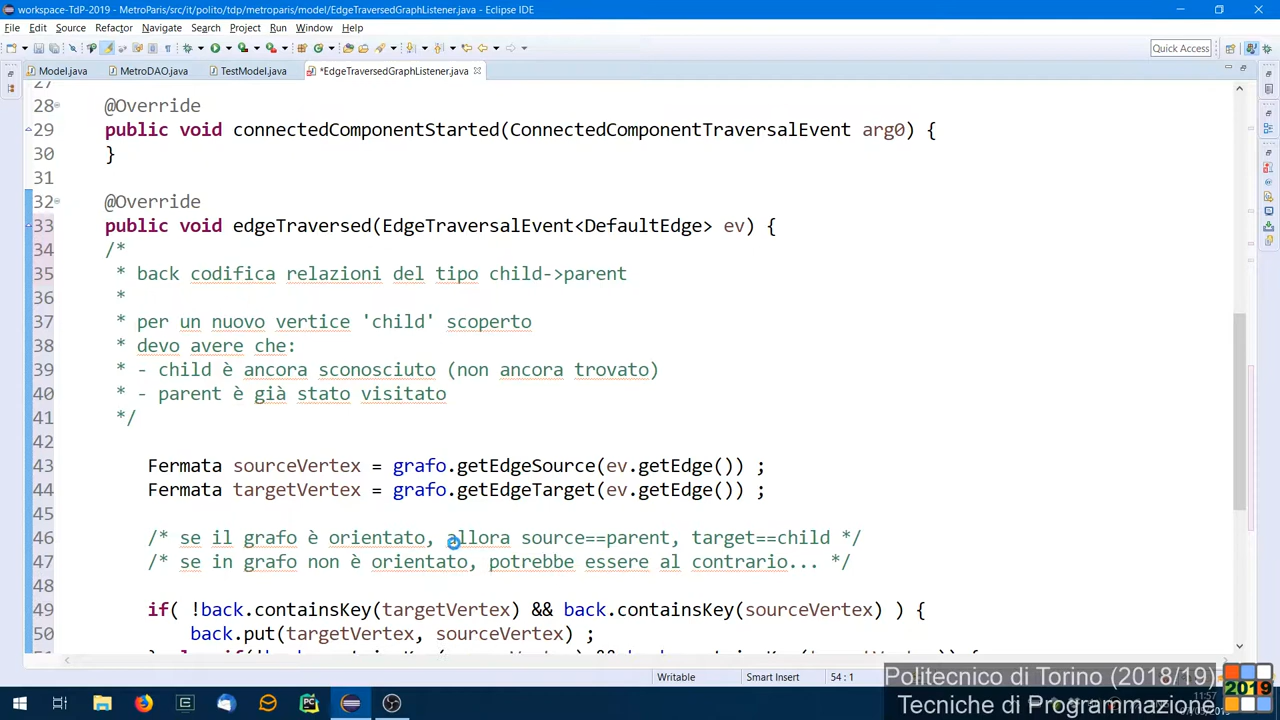 workspace-TdP-2019 - MetroParis/src/it/polito/tdp/metroparis/model/EdgeTraversedGraphListener.java - Eclipse IDE
File Edit Source Refactor Navigate Search Project Run Window Help
Quick Access
Model.java MetroDAO.java TestModel.java *EdgeTraversedGraphListener.java
27
28 @Override
29 public void connectedComponentStarted(ConnectedComponentTraversalEvent arg0) {
30 }
31
32 @Override
33 public void edgeTraversed(EdgeTraversalEvent<DefaultEdge> ev) {
34 /*
35 * back codifica relazioni del tipo child->parent
36 *
37 * per un nuovo vertice 'child' scoperto
38 * devo avere che:
39 * - child è ancora sconosciuto (non ancora trovato)
40 * - parent è già stato visitato
41 */
42
43 Fermata sourceVertex = grafo.getEdgeSource(ev.getEdge()) ;
44 Fermata targetVertex = grafo.getEdgeTarget(ev.getEdge()) ;
45
46 /* se il grafo è orientato, allora source==parent, target==child */
47 /* se in grafo non è orientato, potrebbe essere al contrario... */
48
49 if( !back.containsKey(targetVertex) && back.containsKey(sourceVertex) ) {
50 back.put(targetVertex, sourceVertex) ;
Writable Smart Insert 54 : 1
Politecnico di Torino (2018/19)
Tecniche di Programmazione
2019
11:57